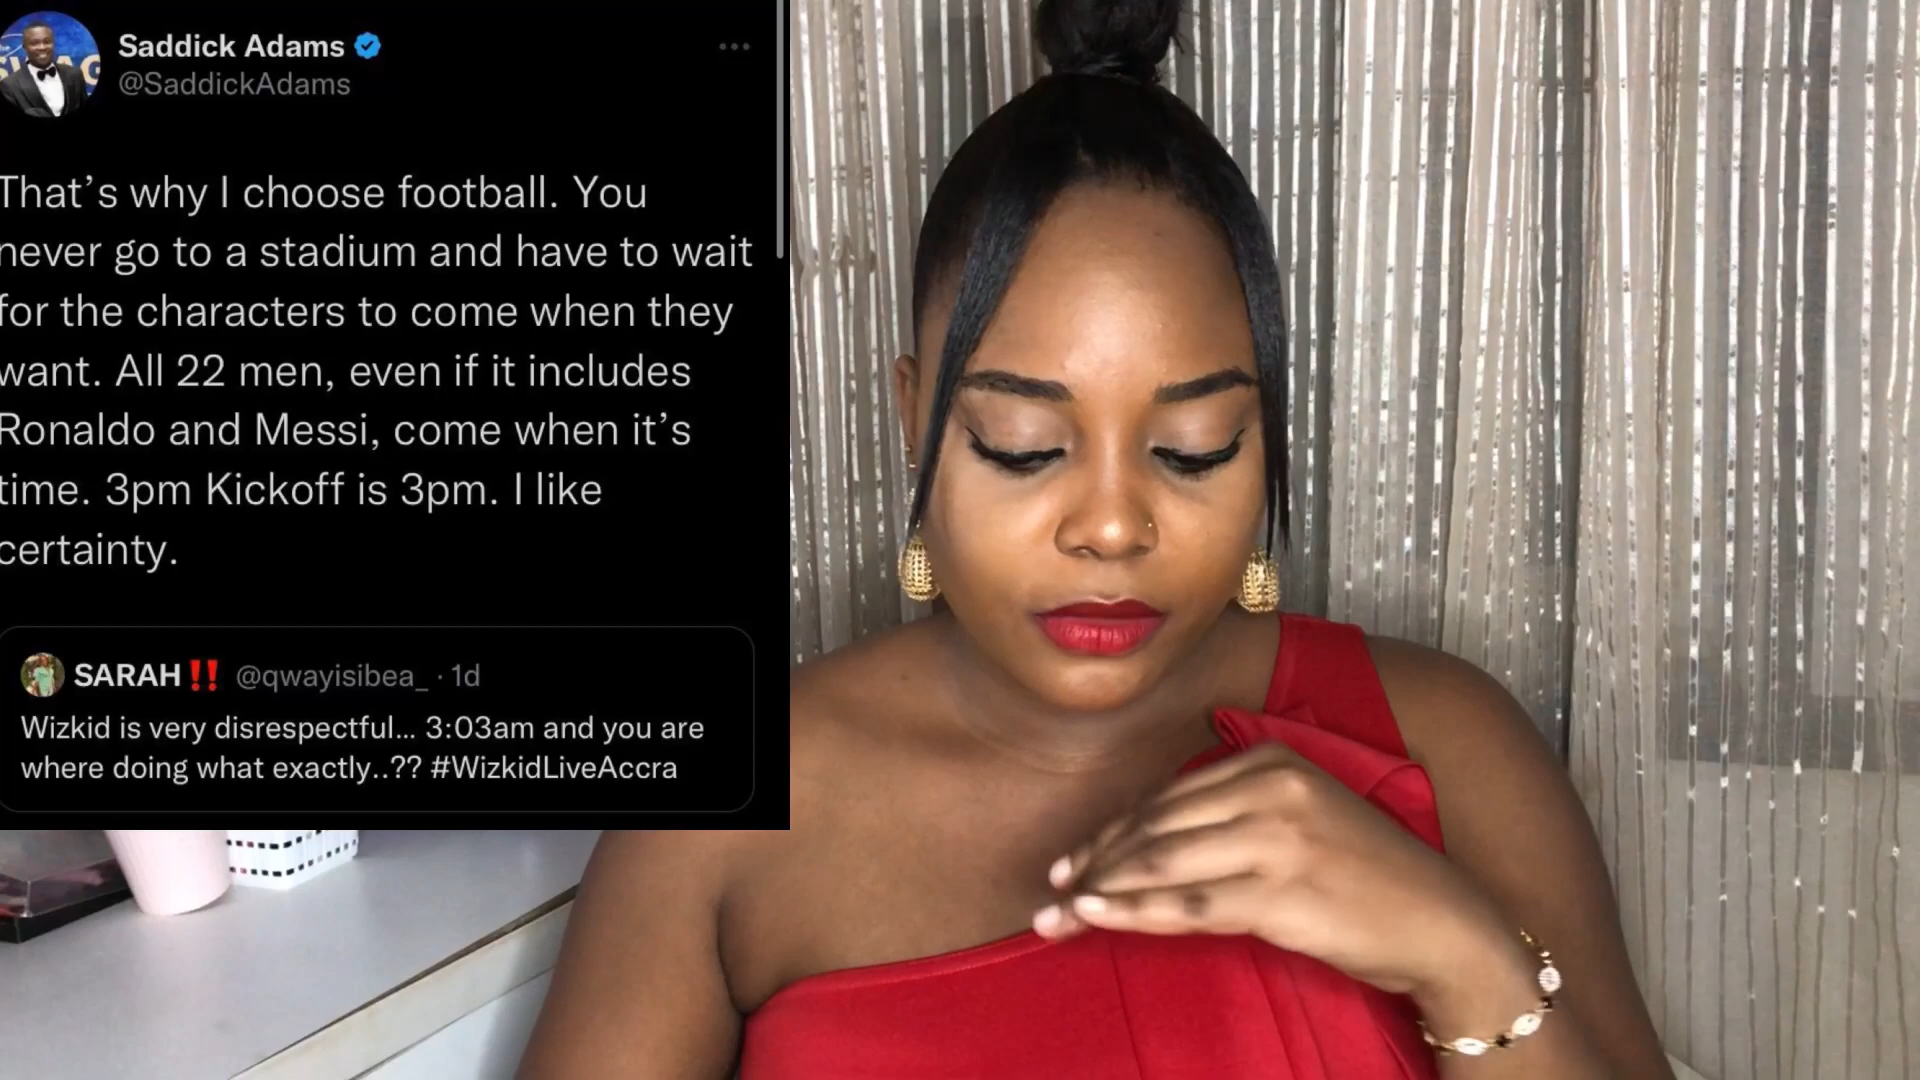 Saddick Adams
@SaddickAdams
That's why I choose football. You
never go to a stadium and have to wait
for the characters to come when they
want. All 22 men, even if it includes
Ronaldo and Messi, come when it's
time. 3pm Kickoff is 3pm. I like
certainty.
SARAH‼️ @qwayisibea_ · 1d
Wizkid is very disrespectful... 3:03am and you are
where doing what exactly..?? #WizkidLiveAccra